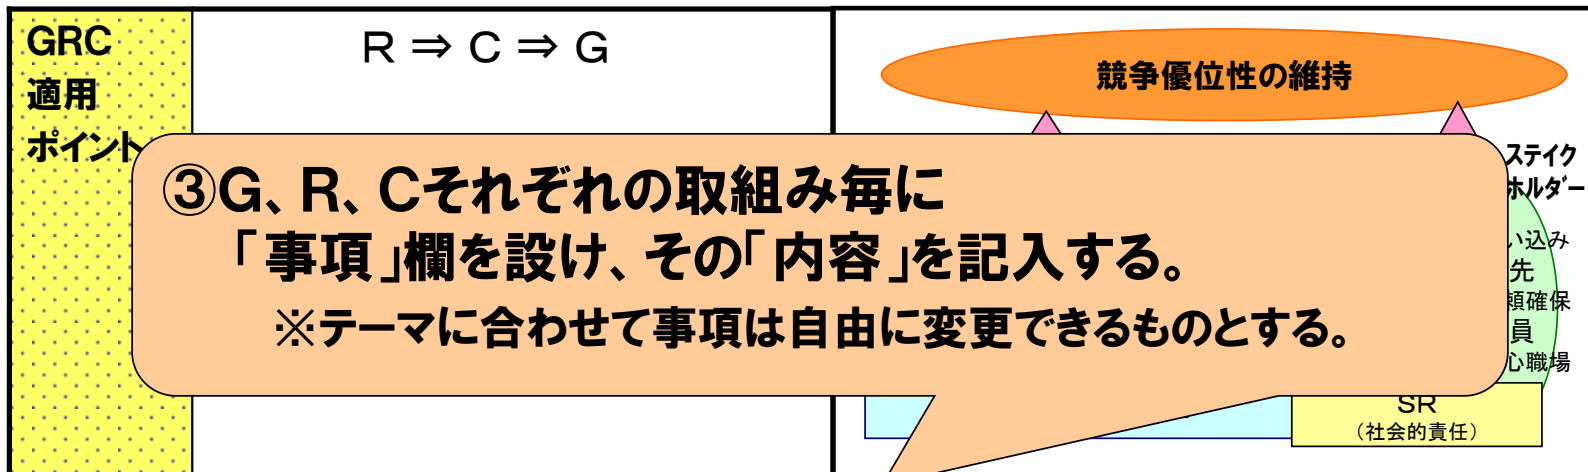 GRC
適用
ポイント
R ⇒ C ⇒ G
競争優位性の維持
③G、R、Cそれぞれの取組み毎に
「事項」欄を設け、その「内容」を記入する。
※テーマに合わせて事項は自由に変更できるものとする。
ステイク
ホルダー
い込み
先
頼確保
員
心職場
SR
（社会的責任）